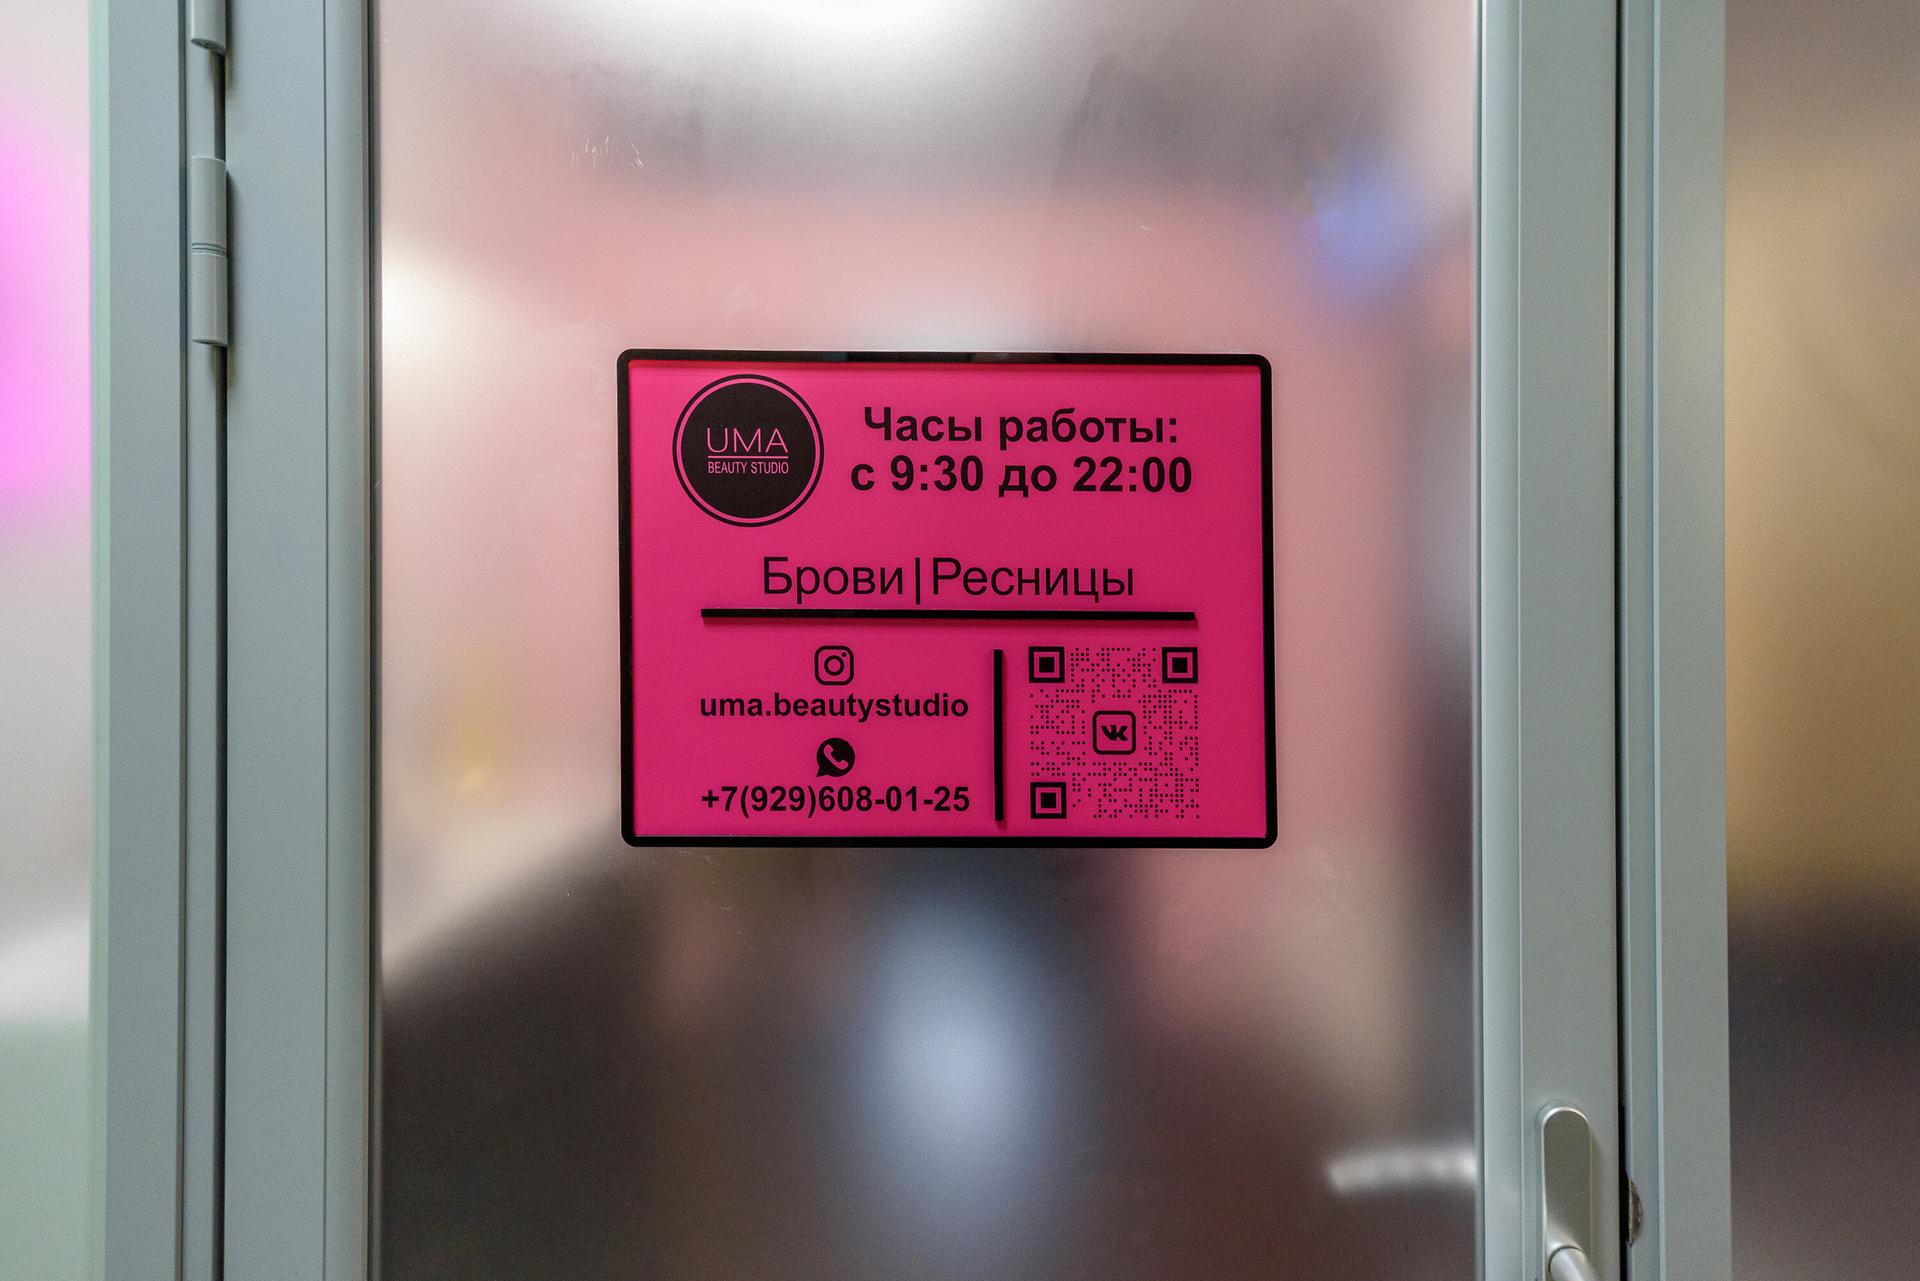 UMA
BEAUTY STUDIO
Часы работы:
с 9:30 до 22:00
Брови|Ресницы
uma.beautystudio
+7(929)608-01-25